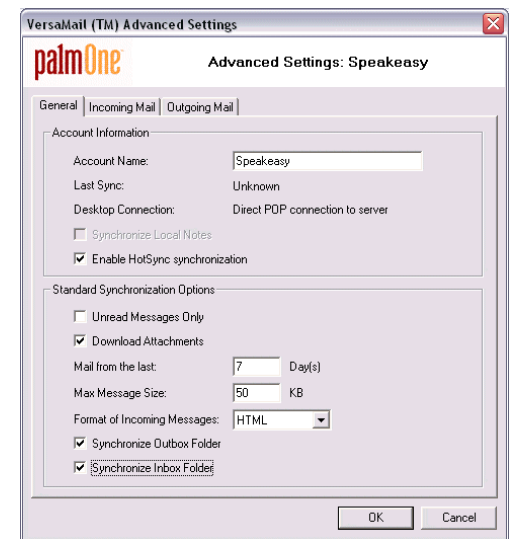 VersaMail (TM) Advanced Settings
palmOne
Advanced Settings: Speakeasy
General Incoming Mail Outgoing Mail
Account Information
Account Name: Speakeasy
Last Sync: Unknown
Desktop Connection: Direct POP connection to server
Synchronize Local Notes
Enable HotSync synchronization
Standard Synchronization Options
Unread Messages Only
Download Attachments
Mail from the last: 7 Day(s)
Max Message Size: 50 KB
Format of Incoming Messages: HTML
Synchronize Outbox Folder
Synchronize Inbox Folder
OK Cancel